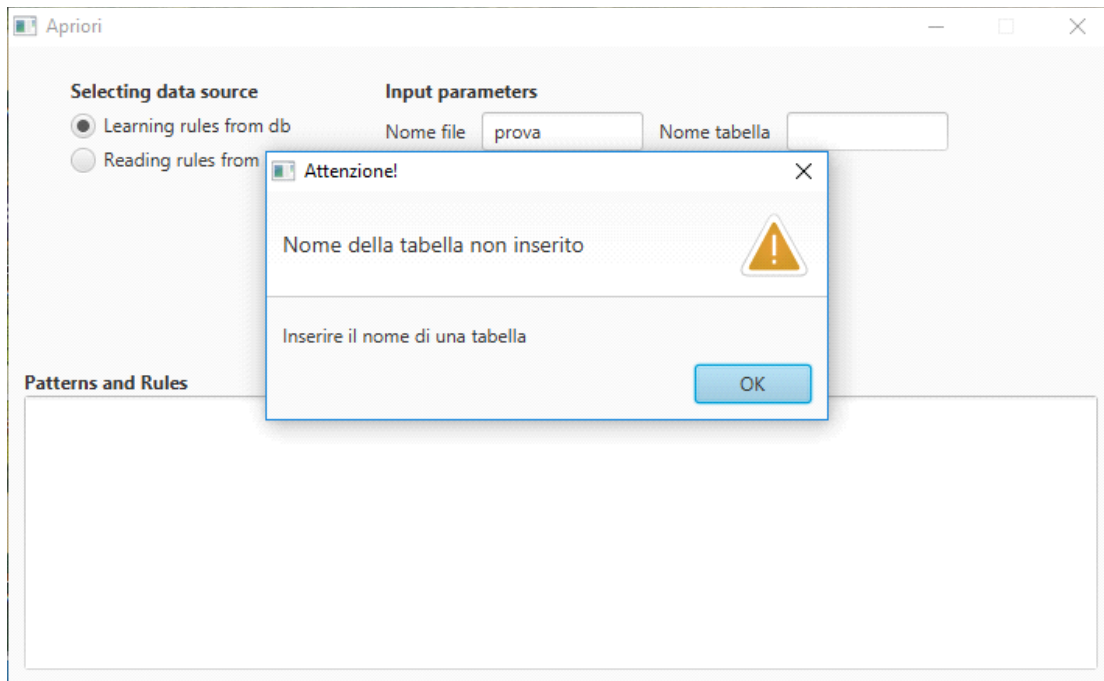 Apriori
Selecting data source
Input parameters
Learning rules from db
Nome file
prova
Nome tabella
Reading rules from
Attenzione!
Nome della tabella non inserito
Inserire il nome di una tabella
OK
Patterns and Rules